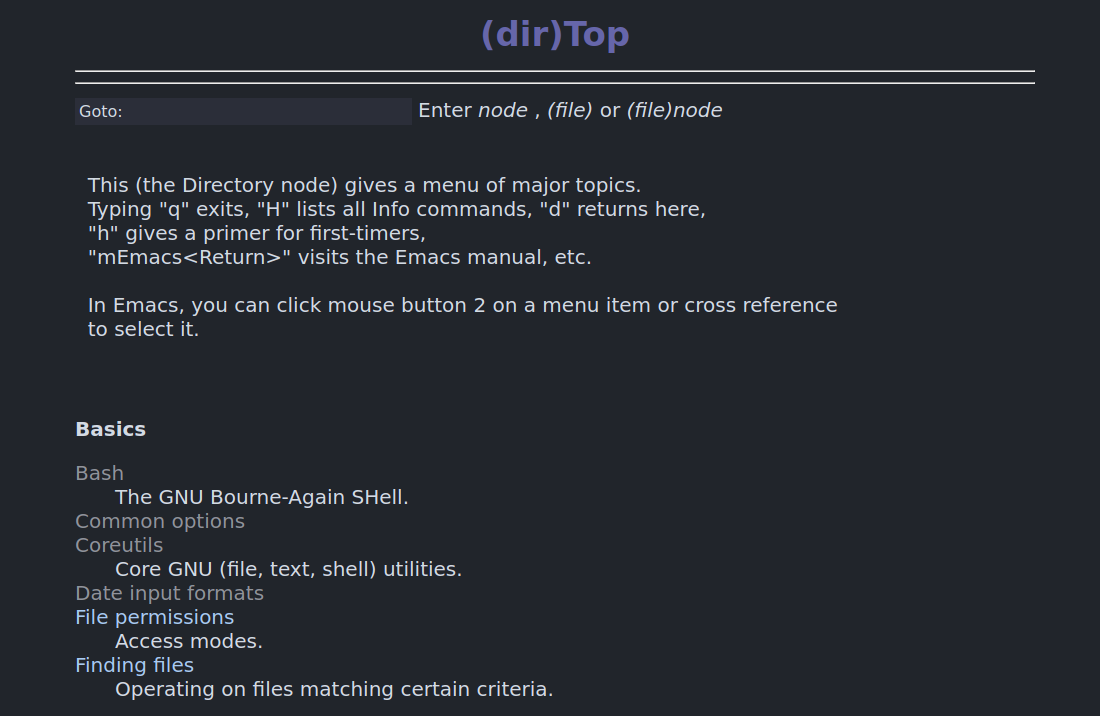 (dir)Top
Goto: Enter node , (file) or (file)node
This (the Directory node) gives a menu of major topics.
Typing "q" exits, "H" lists all Info commands, "d" returns here,
"h" gives a primer for first-timers,
"mEmacs<Return>" visits the Emacs manual, etc.
In Emacs, you can click mouse button 2 on a menu item or cross reference
to select it.
Basics
Bash
The GNU Bourne-Again SHell.
Common options
Coreutils
Core GNU (file, text, shell) utilities.
Date input formats
File permissions
Access modes.
Finding files
Operating on files matching certain criteria.